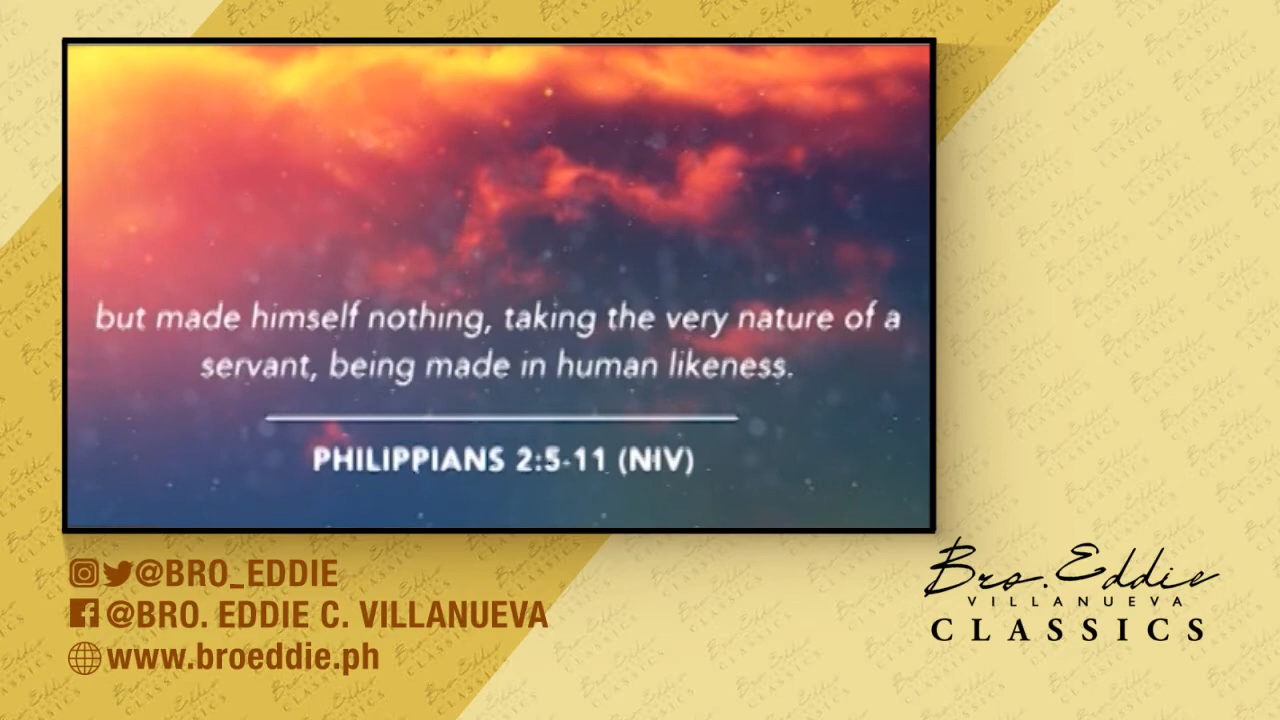 but made himself nothing, taking the very nature of a
servant, being made in human likeness.
PHILIPPIANS 2:5-11 (NIV)
@BRO_EDDIE
@BRO. EDDIE C. VILLANUEVA
www.broeddie.ph
Bro. Eddie
VILLANUEVA
CLASSICS